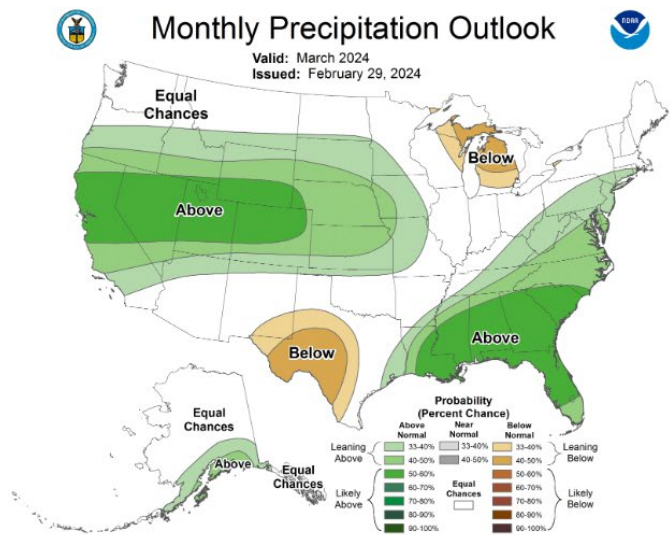 Monthly Precipitation Outlook
NOAA
Valid: March 2024
Issued: February 29, 2024
Equal
Chances
Below
Above
Below
Above
Equal
Chances
Above
Equal
Chances
Probability
(Percent Chance)
Above
Normal
Near
Normal
Below
Normal
Leaning
Above
33-40%
40-50%
33-40%
40-50%
33-40%
40-50%
Leaning
Below
Likely
Above
50-60%
60-70%
70-80%
80-90%
90-100%
Equal
Chances
50-60%
60-70%
70-80%
80-90%
90-100%
Likely
Below